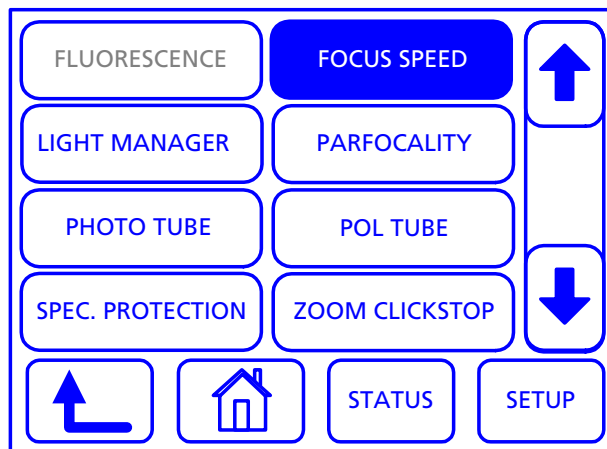 FLUORESCENCE
FOCUS SPEED
LIGHT MANAGER
PARFOCALITY
PHOTO TUBE
POL TUBE
SPEC. PROTECTION
ZOOM CLICKSTOP
STATUS
SETUP